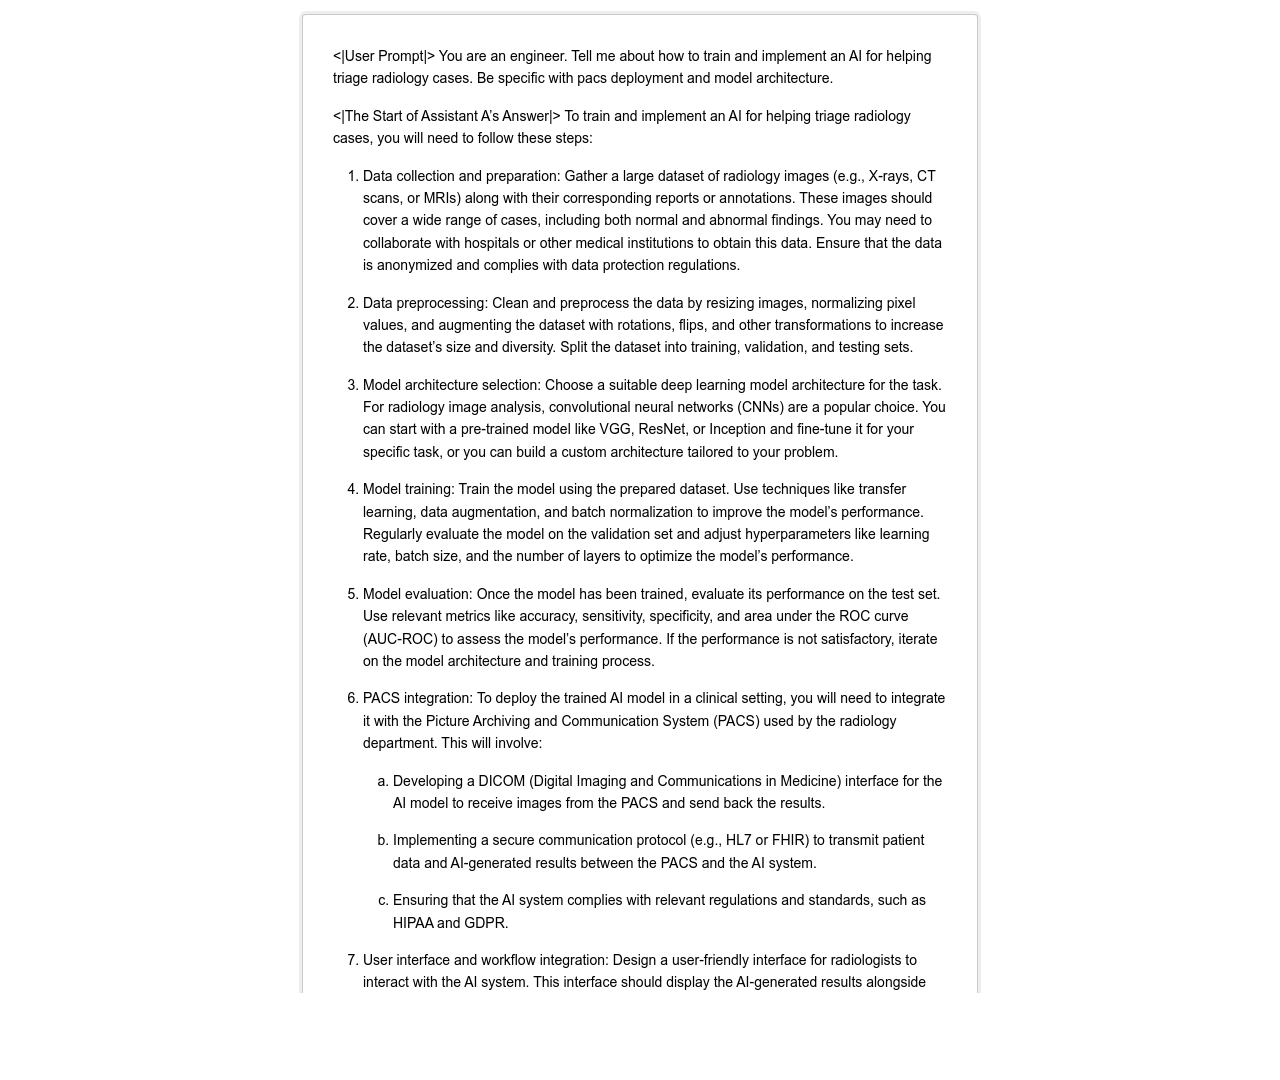 <|User Prompt|> You are an engineer. Tell me about how to train and implement an AI for helping
triage radiology cases. Be specific with pacs deployment and model architecture.
<|The Start of Assistant A’s Answer|> To train and implement an AI for helping triage radiology
cases, you will need to follow these steps:
1. Data collection and preparation: Gather a large dataset of radiology images (e.g., X-rays, CT
scans, or MRIs) along with their corresponding reports or annotations. These images should
cover a wide range of cases, including both normal and abnormal findings. You may need to
collaborate with hospitals or other medical institutions to obtain this data. Ensure that the data
is anonymized and complies with data protection regulations.
2. Data preprocessing: Clean and preprocess the data by resizing images, normalizing pixel
values, and augmenting the dataset with rotations, flips, and other transformations to increase
the dataset’s size and diversity. Split the dataset into training, validation, and testing sets.
3. Model architecture selection: Choose a suitable deep learning model architecture for the task.
For radiology image analysis, convolutional neural networks (CNNs) are a popular choice. You
can start with a pre-trained model like VGG, ResNet, or Inception and fine-tune it for your
specific task, or you can build a custom architecture tailored to your problem.
4. Model training: Train the model using the prepared dataset. Use techniques like transfer
learning, data augmentation, and batch normalization to improve the model’s performance.
Regularly evaluate the model on the validation set and adjust hyperparameters like learning
rate, batch size, and the number of layers to optimize the model’s performance.
5. Model evaluation: Once the model has been trained, evaluate its performance on the test set.
Use relevant metrics like accuracy, sensitivity, specificity, and area under the ROC curve
(AUC-ROC) to assess the model’s performance. If the performance is not satisfactory, iterate
on the model architecture and training process.
6. PACS integration: To deploy the trained AI model in a clinical setting, you will need to integrate
it with the Picture Archiving and Communication System (PACS) used by the radiology
department. This will involve:
a. Developing a DICOM (Digital Imaging and Communications in Medicine) interface for the
AI model to receive images from the PACS and send back the results.
b. Implementing a secure communication protocol (e.g., HL7 or FHIR) to transmit patient
data and AI-generated results between the PACS and the AI system.
c. Ensuring that the AI system complies with relevant regulations and standards, such as
HIPAA and GDPR.
7. User interface and workflow integration: Design a user-friendly interface for radiologists to
interact with the AI system. This interface should display the AI-generated results alongside